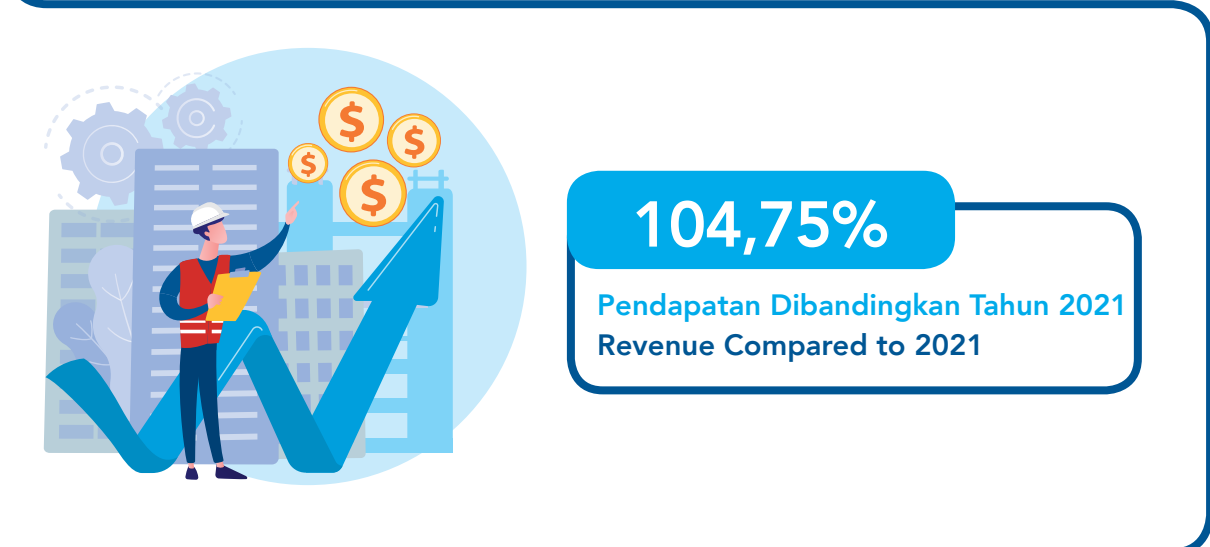 104,75%
Pendapatan Dibandingkan Tahun 2021
Revenue Compared to 2021